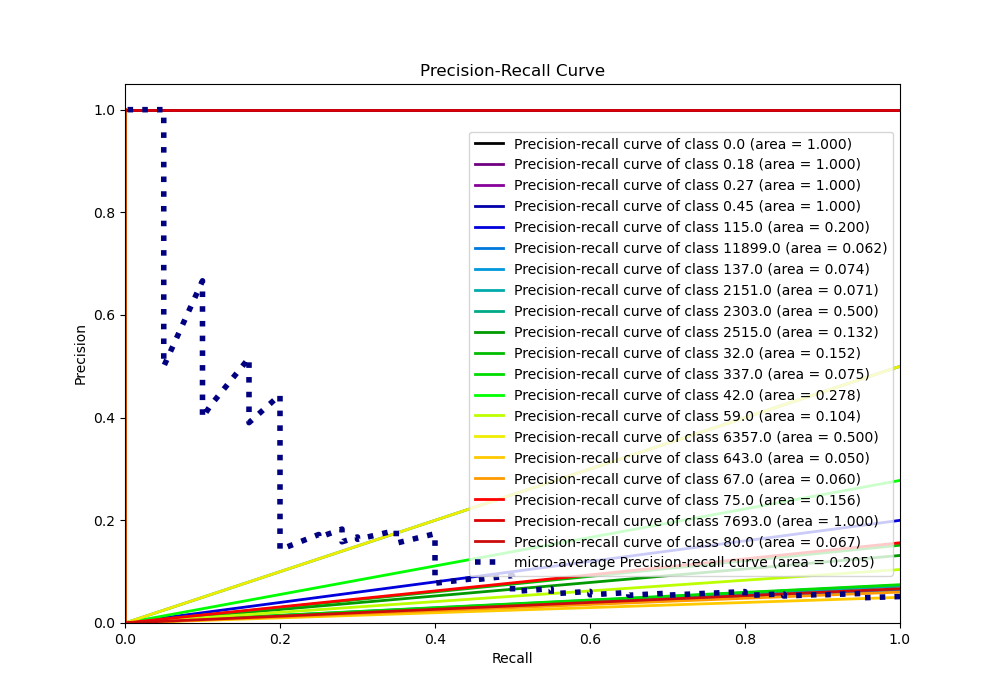 Precision-Recall Curve
1.0
0.8
0.6
0.4
0.2
0.0
Precision
Precision-recall curve of class 0.0 (area = 1.000)
Precision-recall curve of class 0.18 (area = 1.000)
Precision-recall curve of class 0.27 (area = 1.000)
Precision-recall curve of class 0.45 (area = 1.000)
Precision-recall curve of class 115.0 (area = 0.200)
Precision-recall curve of class 11899.0 (area = 0.062)
Precision-recall curve of class 137.0 (area = 0.074)
Precision-recall curve of class 2151.0 (area = 0.071)
Precision-recall curve of class 2303.0 (area = 0.500)
Precision-recall curve of class 2515.0 (area = 0.132)
Precision-recall curve of class 32.0 (area = 0.152)
Precision-recall curve of class 337.0 (area = 0.075)
Precision-recall curve of class 42.0 (area = 0.278)
Precision-recall curve of class 59.0 (area = 0.104)
Precision-recall curve of class 6357.0 (area = 0.500)
Precision-recall curve of class 643.0 (area = 0.050)
Precision-recall curve of class 67.0 (area = 0.060)
Precision-recall curve of class 75.0 (area = 0.156)
Precision-recall curve of class 7693.0 (area = 1.000)
Precision-recall curve of class 80.0 (area = 0.067)
micro-average Precision-recall curve (area = 0.205)
0.0 0.2 0.4 0.6 0.8 1.0
Recall